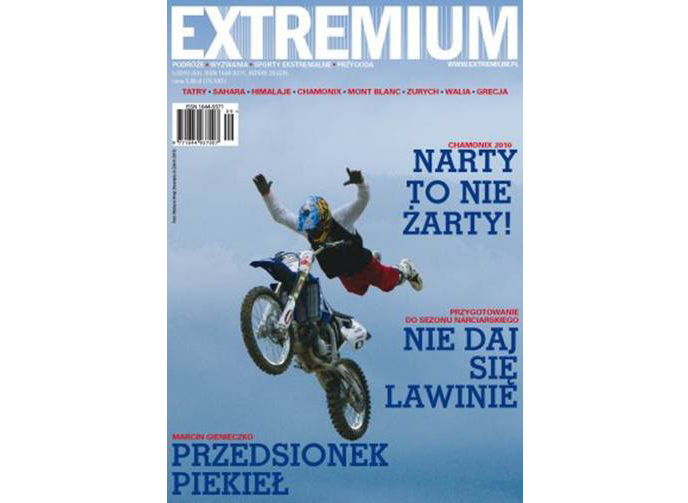 EXTREMIUM
PODRÓŻE • WYZWANIA • SPORTY EKSTREMALNE • PRZYGODA
WWW.EXTREMIUM.PL
TATRY • SAHARA • HIMALAJE • CHAMONIX • MONT BLANC • ZURYCH • WALIA • GRECJA
ISSN 1644-9371
CHAMONIX 2010
NARTY
TO NIE
ŻARTY!
PRZYGOTOWANIE
DO SEZONU NARCIARSKIEGO
NIE DAJ
SIĘ
LAWINIE
MARCIN GIENIECZKO
PRZEDSIONEK
PIEKIEŁ